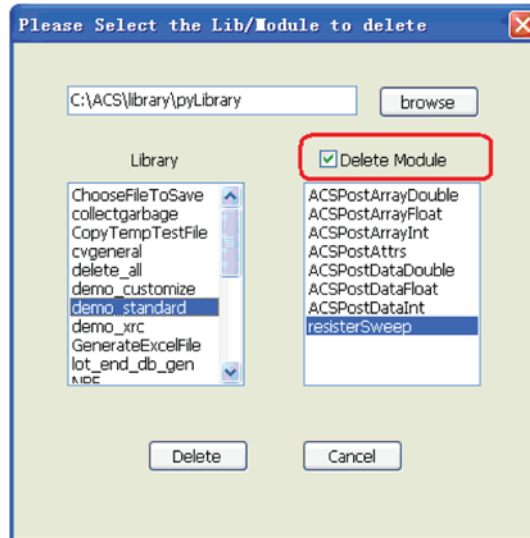 Please Select the Lib/Module to delete
C:\ACS\library\pyLibrary
browse
Library
Delete Module
ChooseFileToSave
collectgarbage
CopyTempTestFile
cvgeneral
delete_all
demo_customize
demo_standard
demo_xrc
GenerateExcelFile
lot_end_db_gen
ACSPostArrayDouble
ACSPostArrayFloat
ACSPostArrayInt
ACSPostAttrs
ACSPostDataDouble
ACSPostDataFloat
ACSPostDataInt
resisterSweep
Delete
Cancel